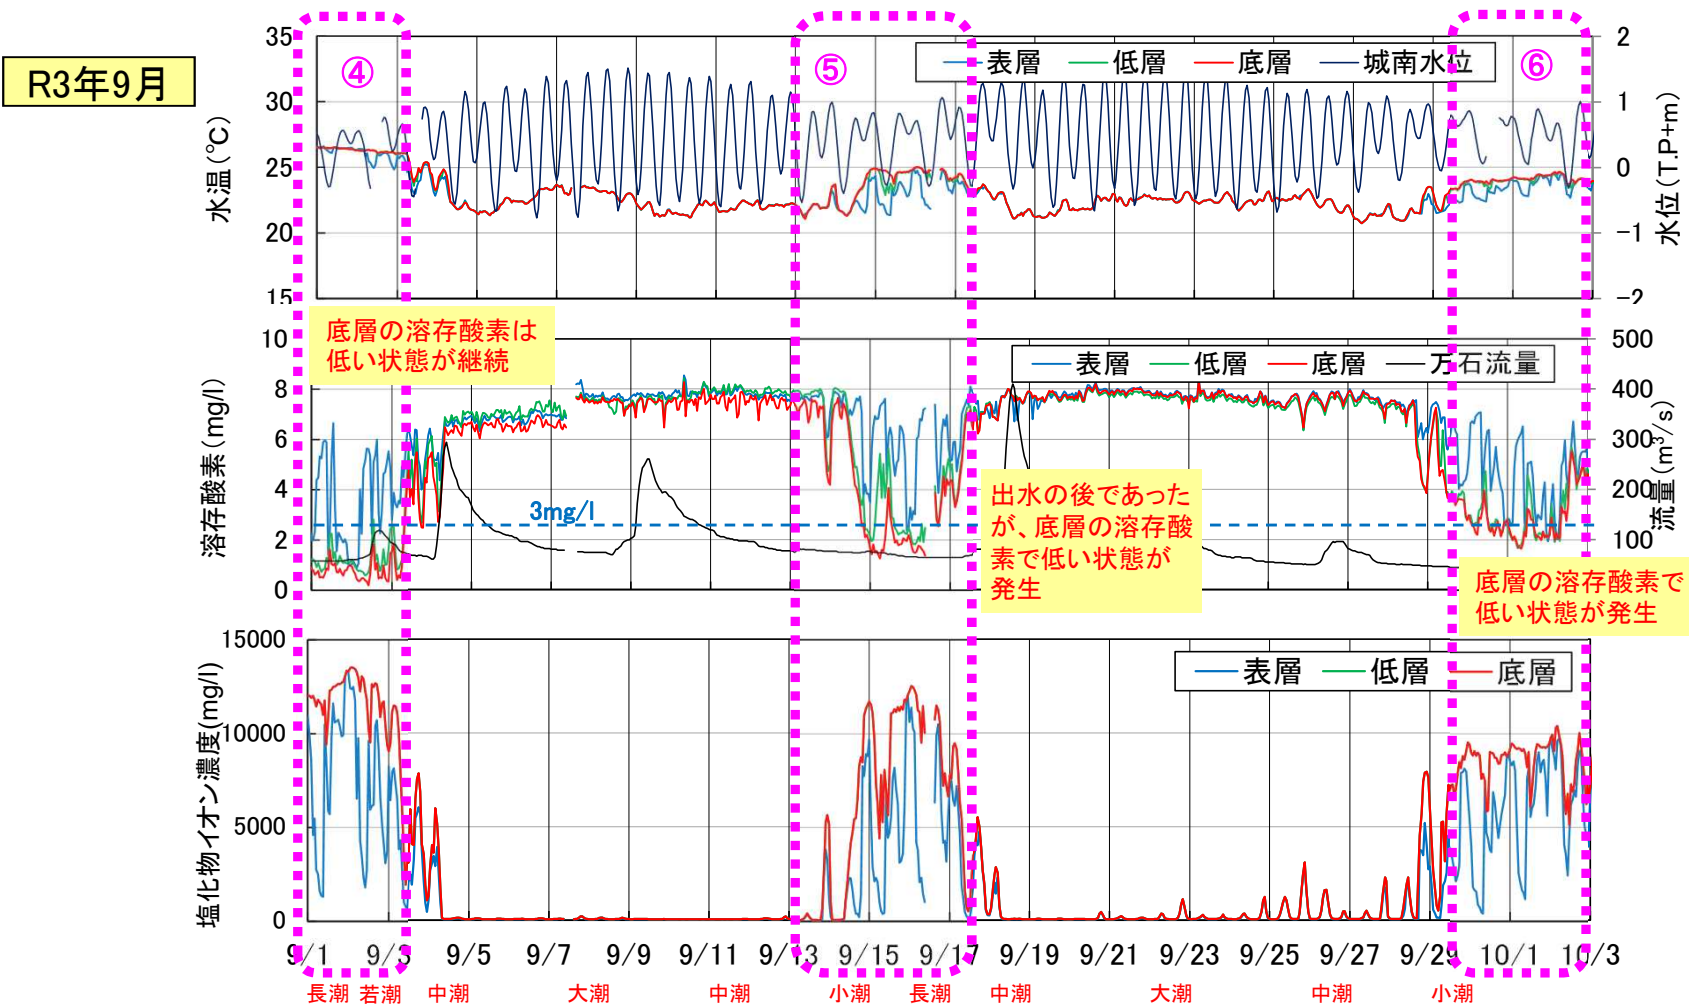 R3年9月
④
⑤
⑥
表層 低層 底層 城南水位
35
30
25
20
15
水温(℃)
2
1
0
−1
−2
水位(T.P+m)
底層の溶存酸素は
低い状態が継続
表層 低層 底層 万石流量
10
8
6
4
2
0
溶存酸素(mg/l)
500
400
300
200
100
流量(m³/s)
3mg/l
出水の後であった
が、底層の溶存酸
素で低い状態が
発生
底層の溶存酸素で
低い状態が発生
表層 低層 底層
15000
10000
5000
0
塩化物イオン濃度(mg/l)
9/1 9/3 9/5 9/7 9/9 9/11 9/13 9/15 9/17 9/19 9/21 9/23 9/25 9/27 9/29 10/1 10/3
長潮 若潮 中潮 大潮 中潮 小潮 長潮 中潮 大潮 中潮 小潮